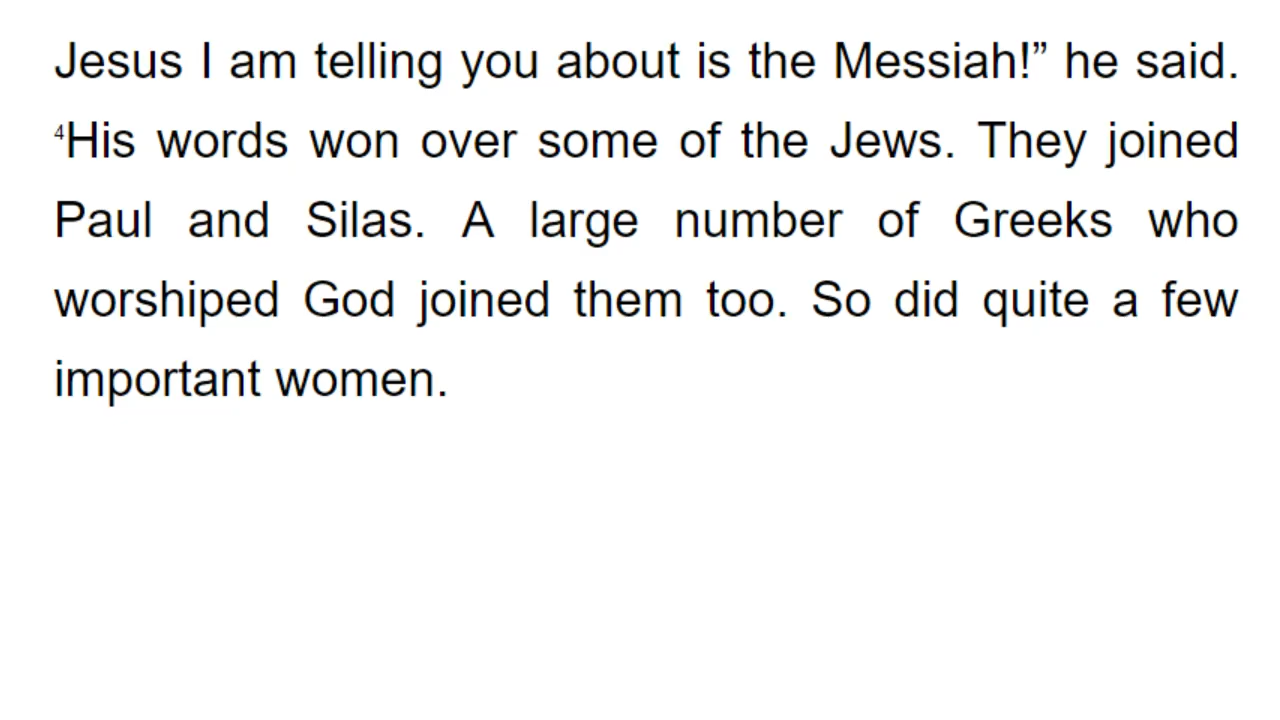 Jesus I am telling you about is the Messiah!” he said.
⁴His words won over some of the Jews. They joined
Paul and Silas. A large number of Greeks who
worshiped God joined them too. So did quite a few
important women.